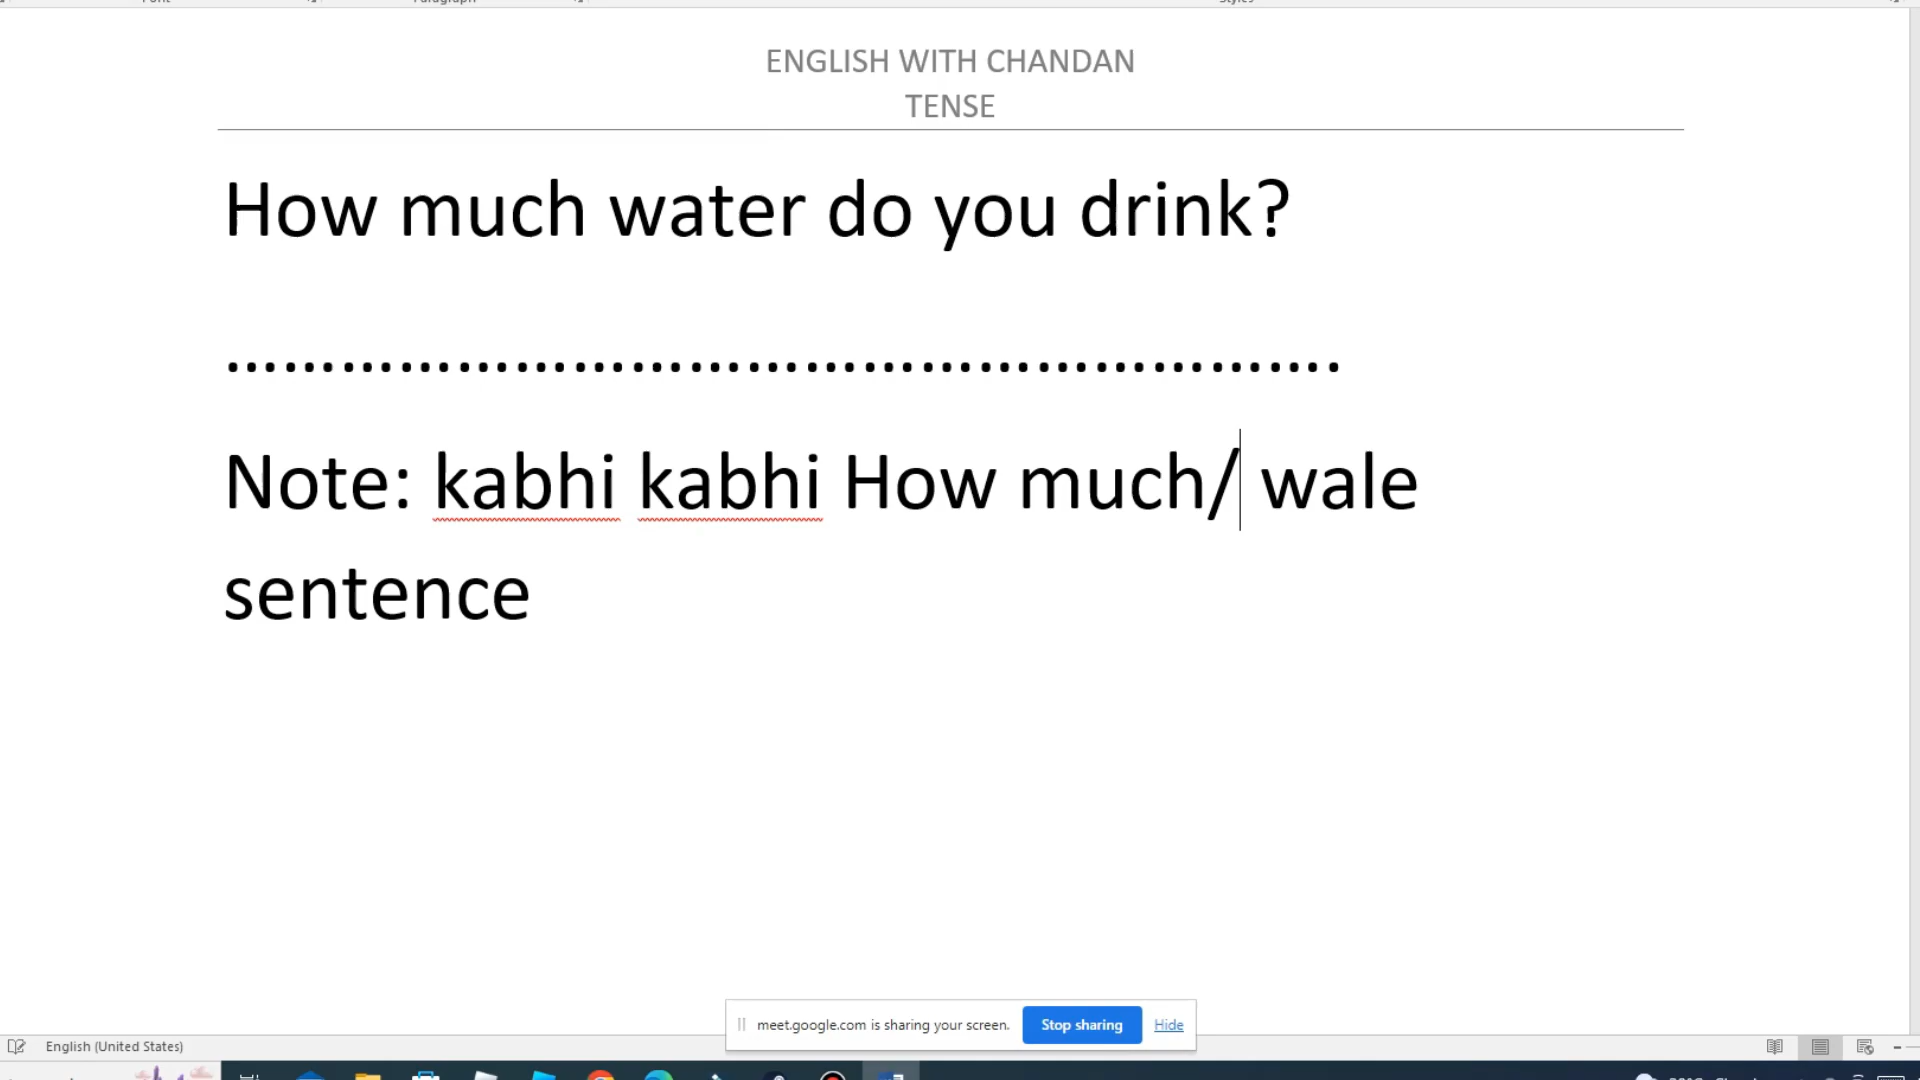 ENGLISH WITH CHANDAN
TENSE
How much water do you drink?
……………………………………………….
Note: kabhi kabhi How much/ wale
sentence
meet.google.com is sharing your screen. Stop sharing Hide
English (United States)